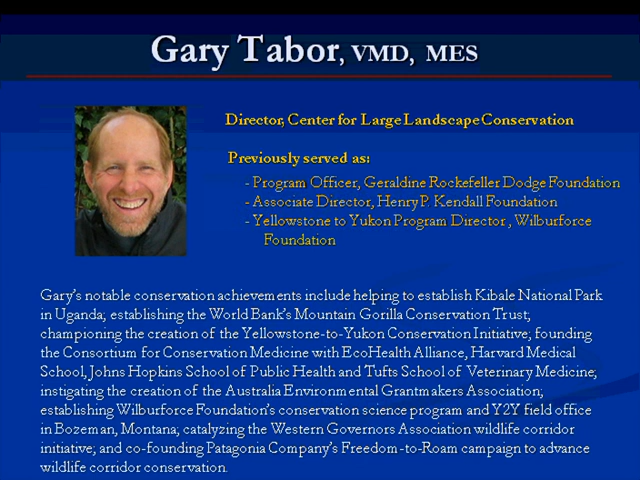 Gary Tabor, VMD, MES
Director, Center for Large Landscape Conservation
Previously served as:
- Program Officer, Geraldine Rockefeller Dodge Foundation
- Associate Director, Henry P. Kendall Foundation
- Yellowstone to Yukon Program Director , Wilburforce
Foundation
Gary's notable conservation achievements include helping to establish Kibale National Park
in Uganda; establishing the World Bank's Mountain Gorilla Conservation Trust;
championing the creation of the Yellowstone-to-Yukon Conservation Initiative; founding
the Consortium for Conservation Medicine with EcoHealth Alliance, Harvard Medical
School, Johns Hopkins School of Public Health and Tufts School of Veterinary Medicine;
instigating the creation of the Australia Environmental Grantmakers Association;
establishing Wilburforce Foundation's conservation science program and Y2Y field office
in Bozeman, Montana; catalyzing the Western Governors Association wildlife corridor
initiative; and co-founding Patagonia Company's Freedom-to-Roam campaign to advance
wildlife corridor conservation.